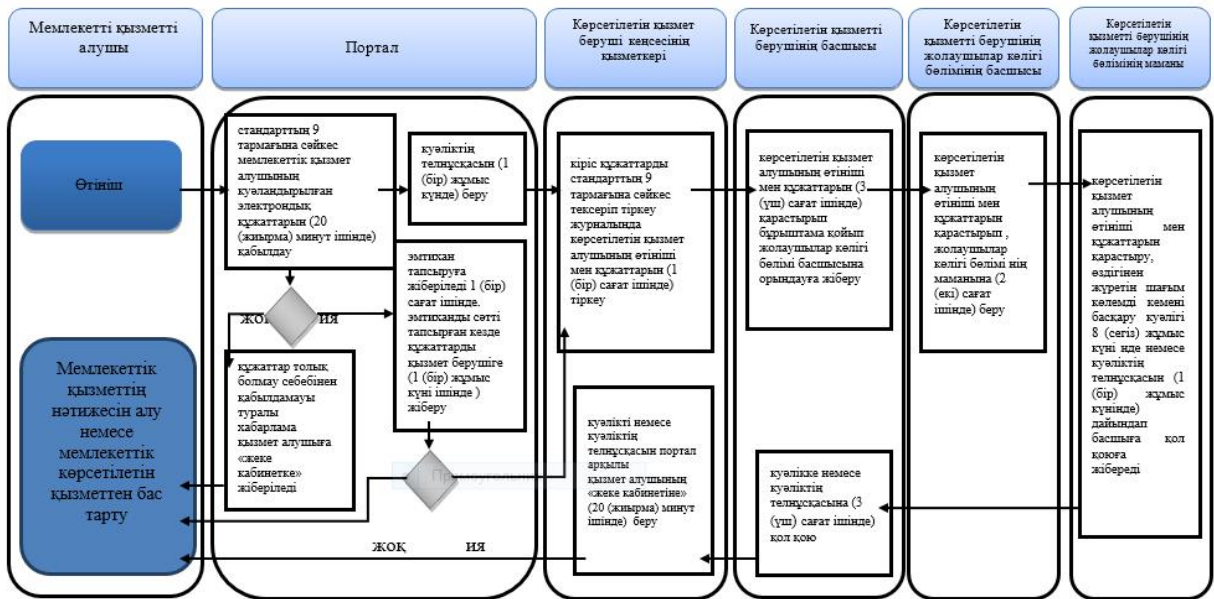 Мемлекетті қызметті
алушы
Портал
Көрсетілетін қызмет
беруші кеңсесінің
қызметкері
Көрсетілетін қызметті
берушінің басшысы
Көрсетілетін
қызметті берушінің
жолаушылар көлігі
бөлімінің басшысы
Көрсетілетін
қызметті берушінің
жолаушылар көлігі
бөлімінің маманы
Өтініш
стандарттың 9
тармағына сәйкес
мемлекеттік қызмет
алушының
куәландырылған
электрондық
құжаттарын (20
(жиырма) минут ішінде)
қабылдау
куәліктің
телнұсқасын (1
(бір) жұмыс
күнде) беру
кіріс құжаттарды
стандарттың 9
тармағына сәйкес
тексеріп тіркеу
журналында
көрсетілетін қызмет
алушының өтініші
мен құжаттарын (1
(бір) сағат ішінде)
тіркеу
көрсетілетін қызмет
алушының өтініші
мен құжаттарын (3
(үш) сағат ішінде)
қарастырып
бұрыштама қойып
жолаушылар көлігі
бөлімі басшысына
орындауға жіберу
көрсетілетін
қызмет
алушының
өтініші мен
құжаттарын
қарастырып ,
жолаушылар
көлігі бөлімі нің
маманына (2
(екі) сағат
ішінде) беру
көрсетілетін
қызмет
алушының
өтініші мен
құжаттарын
қарастыру,
өздігінен
жүретін шағым
көлемді кемені
басқару куәлігі
8 (сегіз) жұмыс
күні нде немесе
куәліктің
телнұсқасын (1
(бір) жұмыс
күнінде)
дайындап
басшыға қол
қоюға
жібереді
эмтихан
тапсыруға
жіберіледі 1 (бір)
сағат ішінде.
эмтиханды сәтті
тапсырған кезде
құжаттарды
қызмет берушіге
(1 (бір) жұмыс
күні ішінде )
жіберу
жоқ
ия
құжаттар толық
болмау себебінен
қабылдамауы
туралы
хабарлама
қызмет алушыға
«жеке
кабинетке»
жіберіледі
Мемлекеттік
қызметтің
нәтижесін алу
немесе
мемлекеттік
көрсетілетін
қызметтен бас
тарту
куәлікті немесе
куәліктің
телнұсқасын портал
арқылы
қызмет алушының
«жеке кабинетіне»
(20 (жиырма) минут
ішінде) беру
куәлікке немесе
куәліктің
телнұсқасына (3
(үш) сағат ішінде)
қол қою
жоқ ия